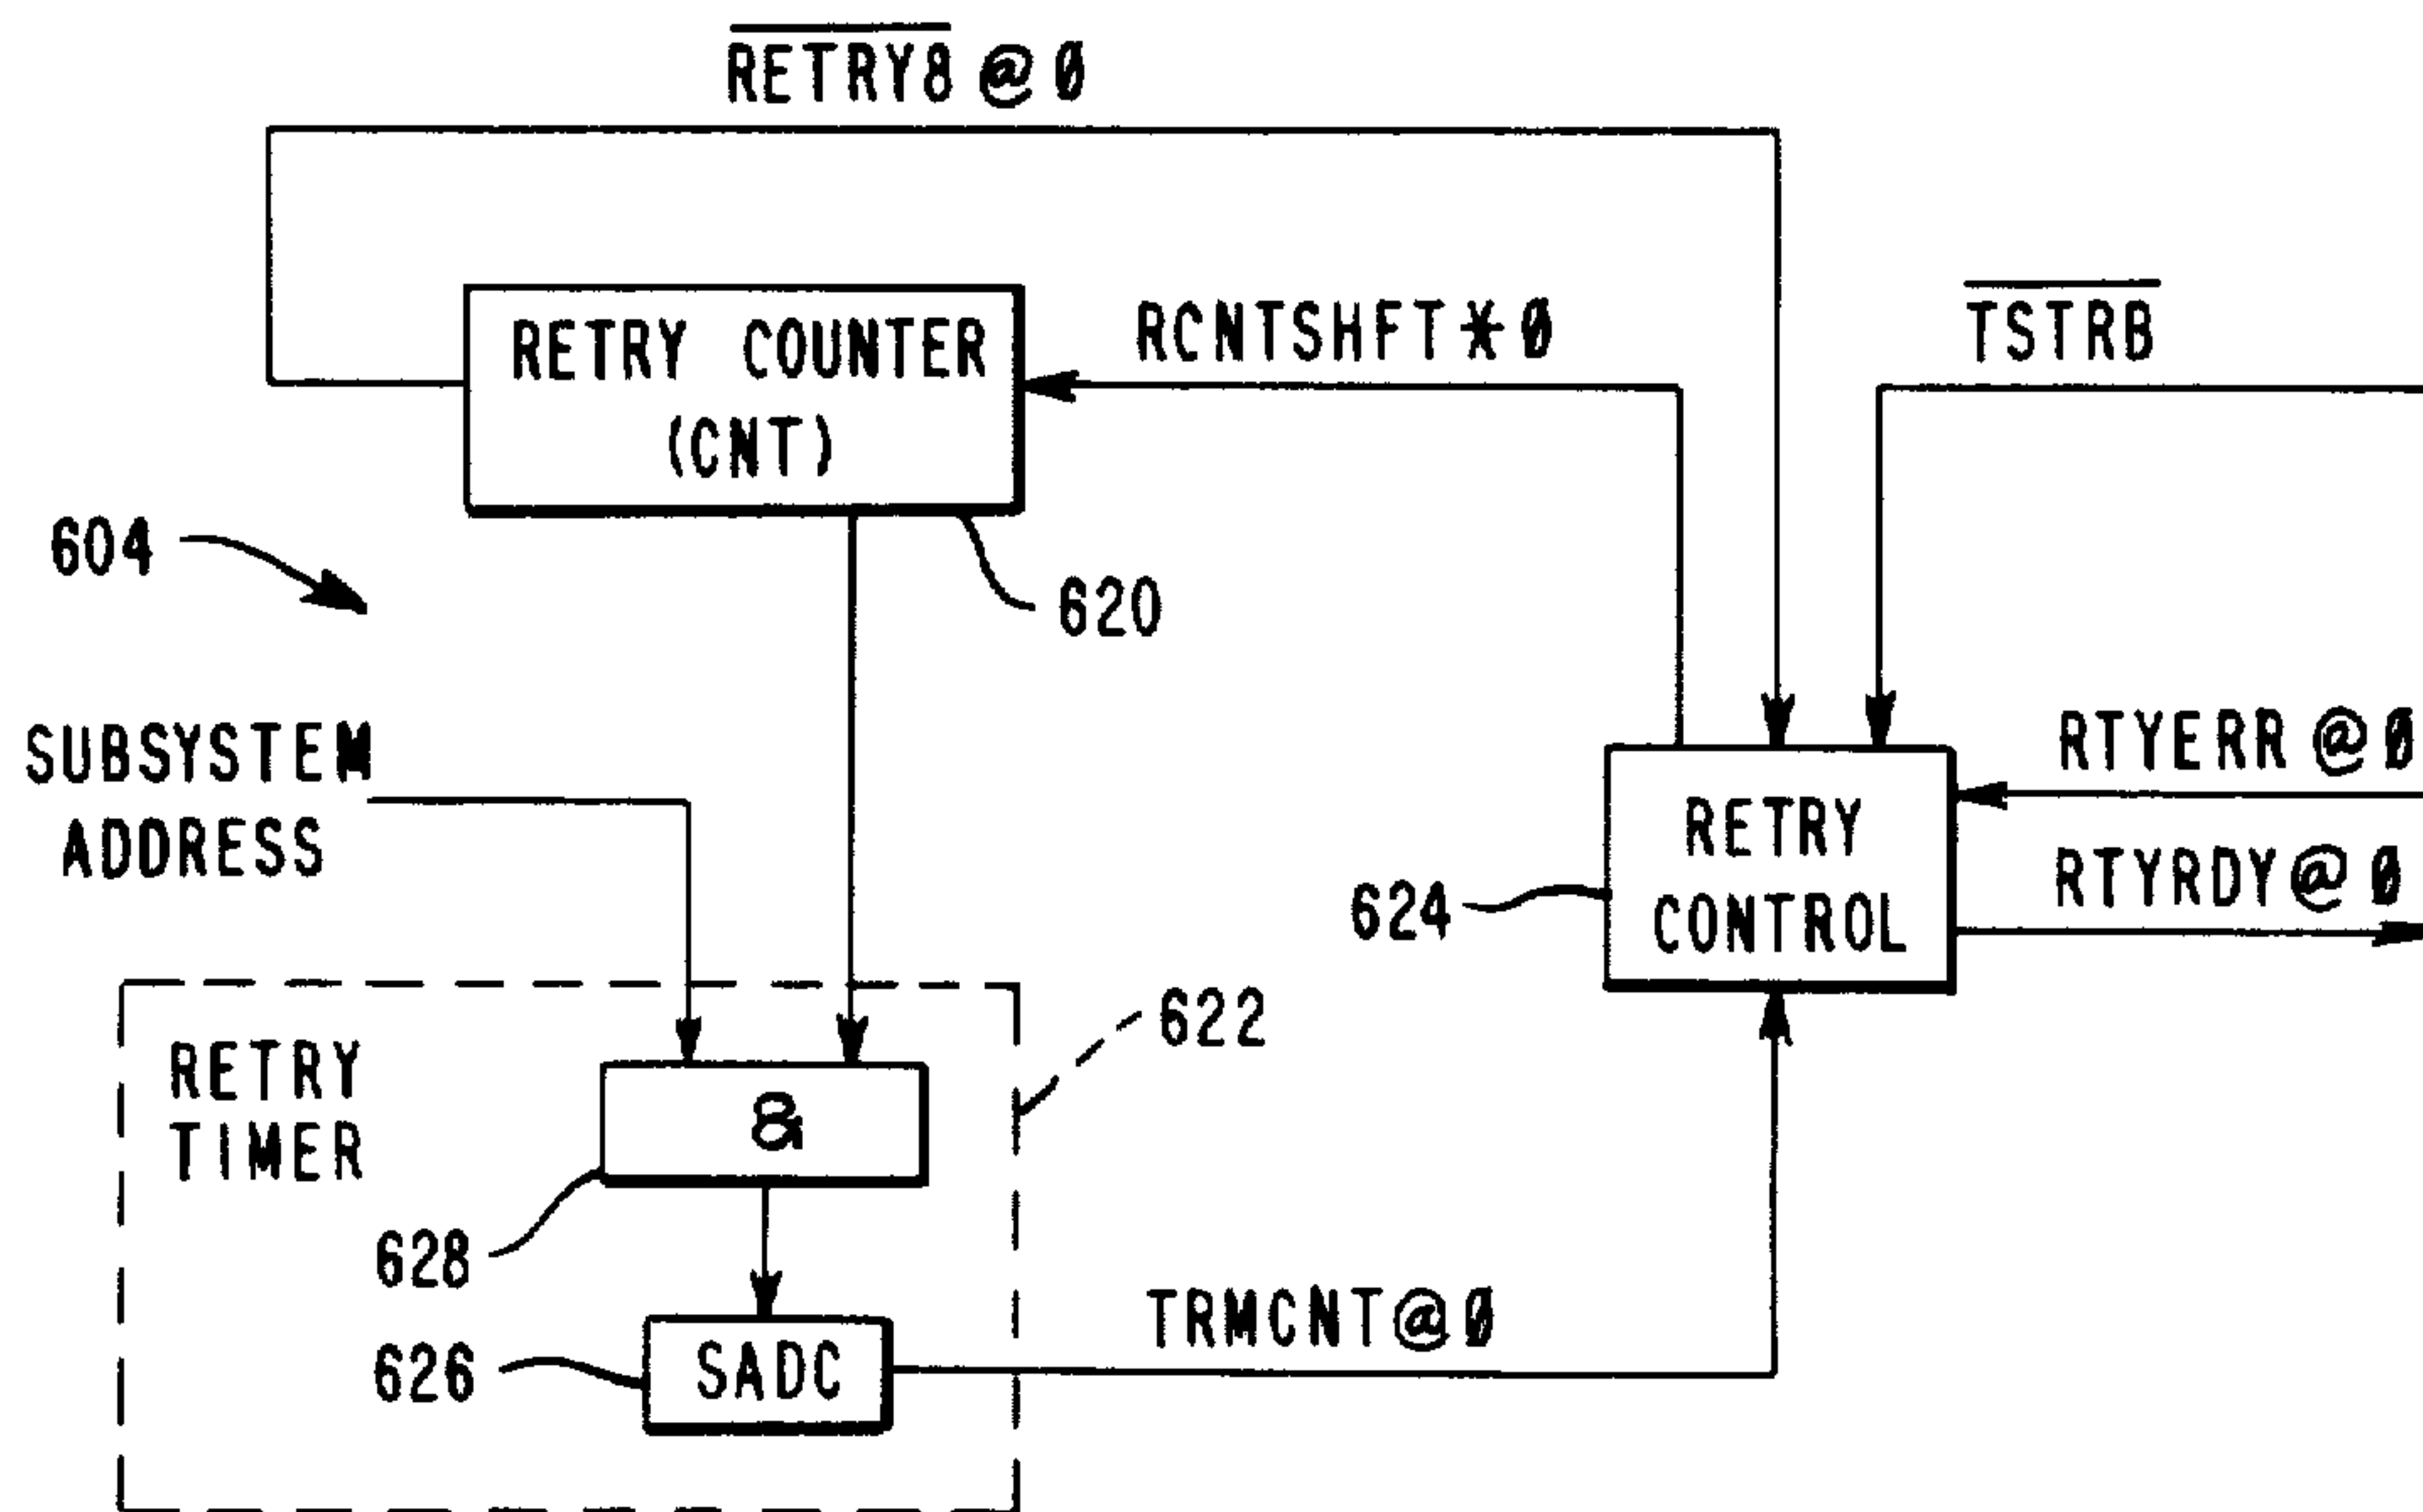 RETRY8 @ 0
RETRY COUNTER
(CNT)
RCNTSHFT * 0
TSTRB
604
620
SUBSYSTEM
ADDRESS
RTYERR @ 0
RETRY
CONTROL
RTYRDY @ 0
624
622
RETRY
TIMER
&
628
TRMCNT @ 0
626
SADC